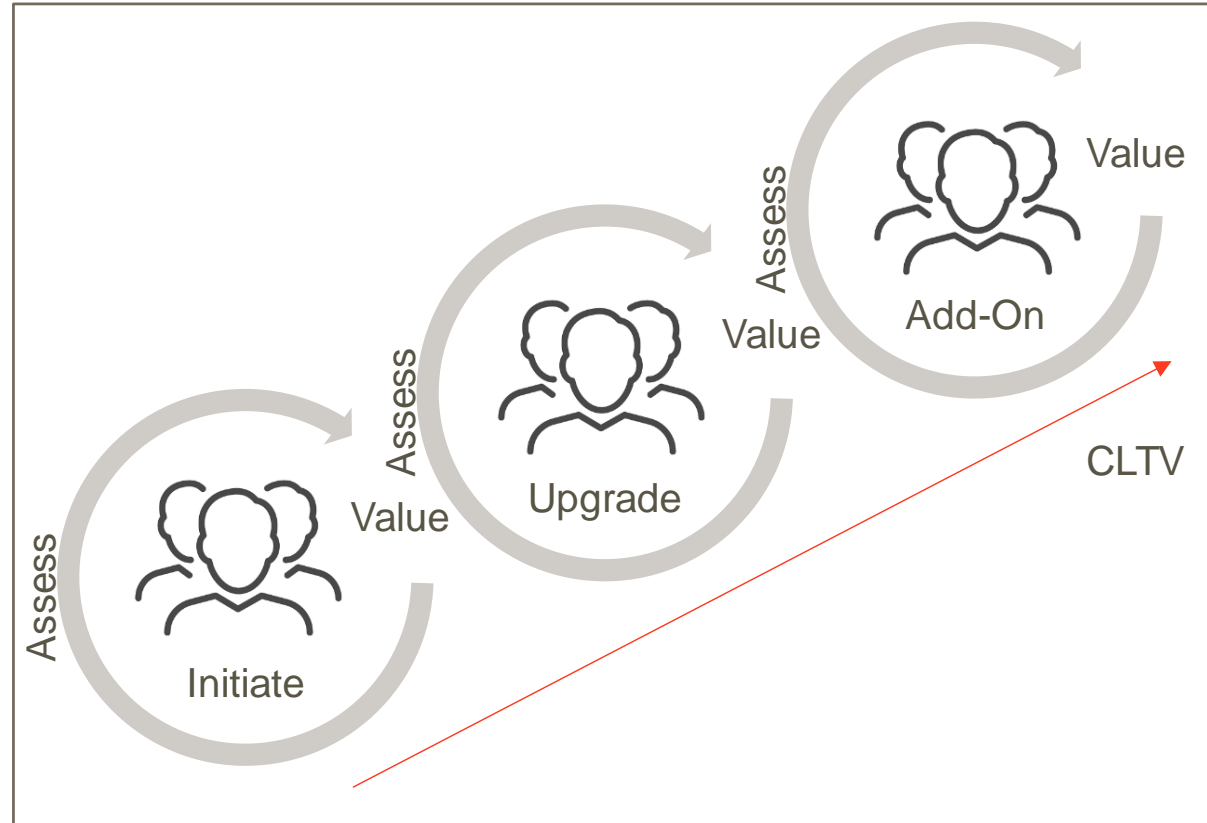 Assess
Value
Initiate
Assess
Value
Upgrade
Assess
Value
Add-On
CLTV